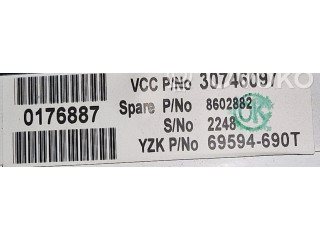 VCC P/No 30746097
0176887
Spare P/No 8602882
S/No 2248
OK
YZK P/No 69594-690T